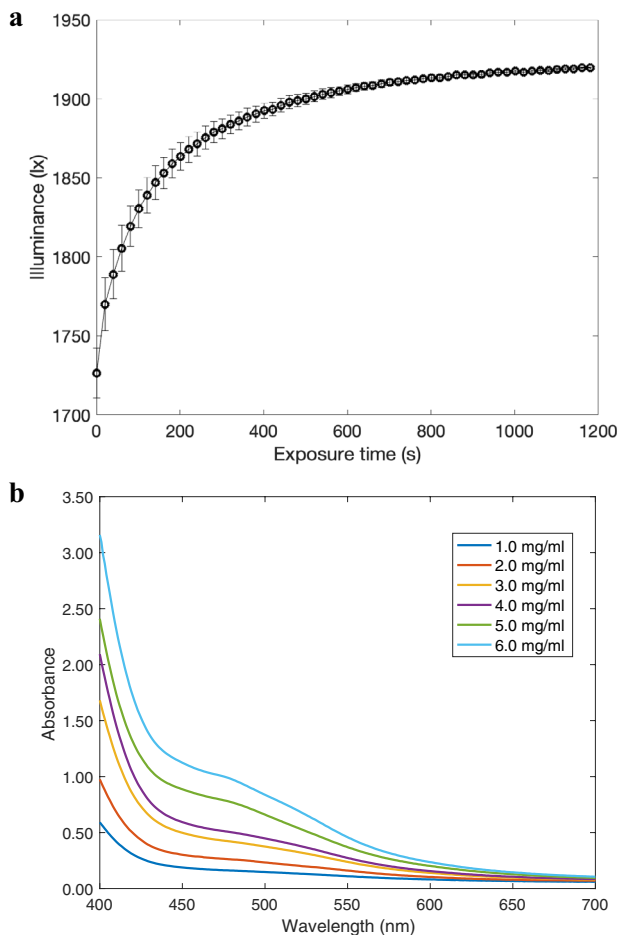 a
1950
1900
1850
1800
1750
1700
Illuminance (lx)
0 200 400 600 800 1000 1200
Exposure time (s)
b
3.50
3.00
2.50
2.00
1.50
1.00
0.50
0.00
Absorbance
1.0 mg/ml
2.0 mg/ml
3.0 mg/ml
4.0 mg/ml
5.0 mg/ml
6.0 mg/ml
400 450 500 550 600 650 700
Wavelength (nm)